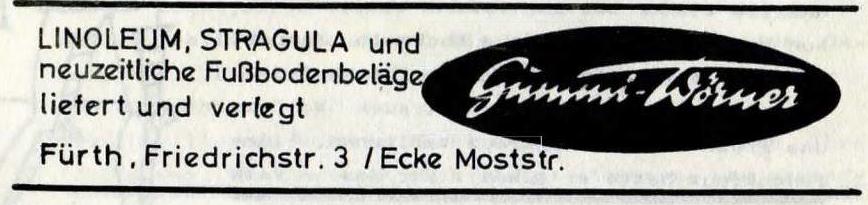 LINOLEUM, STRAGULA und
neuzeitliche Fußbodenbeläge
liefert und verlegt
Gummi-Wörner
Fürth, Friedrichstr. 3 / Ecke Moststr.